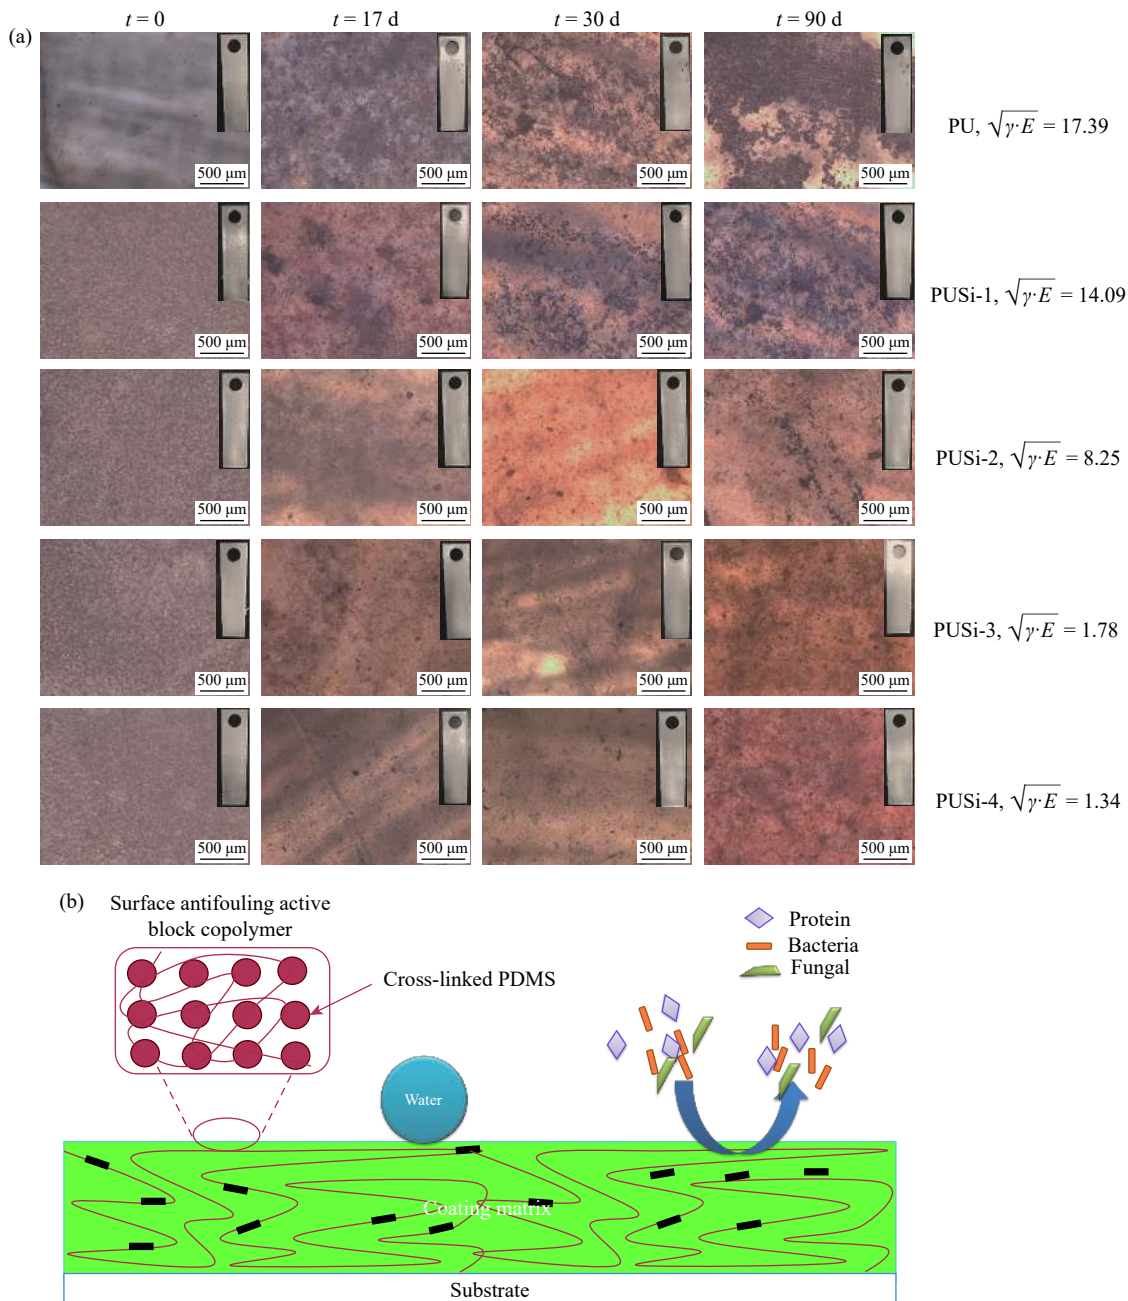 (a)
t = 0
t = 17 d
t = 30 d
t = 90 d
500 μm
500 μm
500 μm
500 μm
PU, √γ·E = 17.39
500 μm
500 μm
500 μm
500 μm
PUSi-1, √γ·E = 14.09
500 μm
500 μm
500 μm
500 μm
PUSi-2, √γ·E = 8.25
500 μm
500 μm
500 μm
500 μm
PUSi-3, √γ·E = 1.78
500 μm
500 μm
500 μm
500 μm
PUSi-4, √γ·E = 1.34
(b)
Surface antifouling active
block copolymer
Cross-linked PDMS
Protein
Bacteria
Fungal
Water
Coating matrix
Substrate